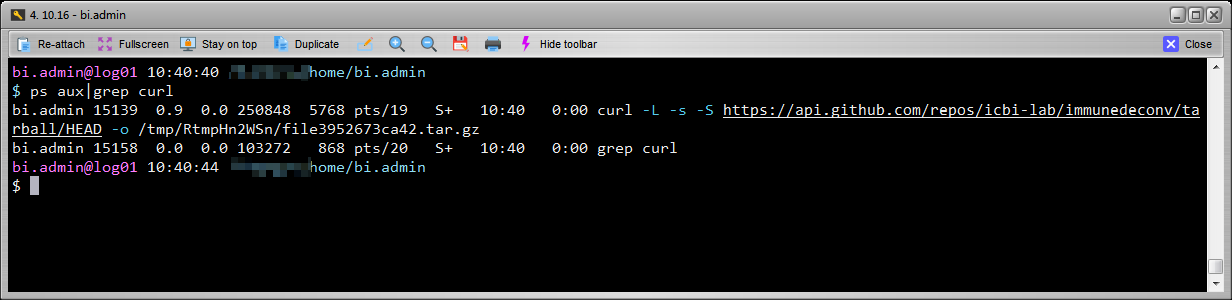 4. 10.16 - bi.admin
Re-attach Fullscreen Stay on top Duplicate Hide toolbar Close
bi.admin@log01 10:40:40 home/bi.admin
$ ps aux|grep curl
bi.admin 15139  0.9  0.0 250848  5768 pts/19   S+   10:40   0:00 curl -L -s -S https://api.github.com/repos/icbi-lab/immunedeconv/ta
rball/HEAD -o /tmp/RtmpHn2WSn/file3952673ca42.tar.gz
bi.admin 15158  0.0  0.0 103272   868 pts/20   S+   10:40   0:00 grep curl
bi.admin@log01 10:40:44 home/bi.admin
$